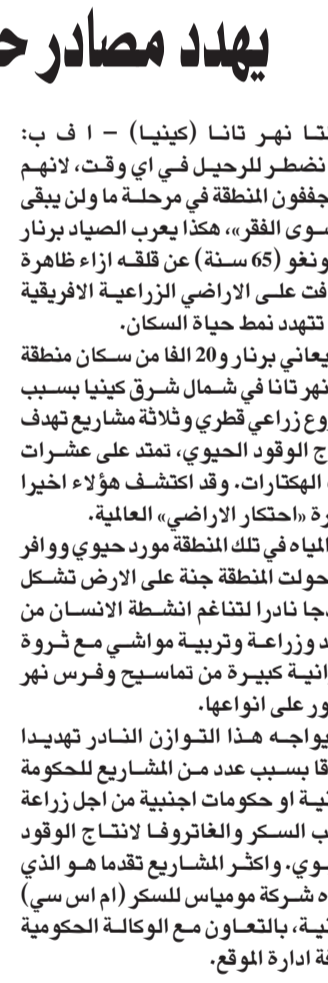 يهدد مصادر ح
تا نهر تانا (كينيا) – ا ف ب:
نضطر للرحيل في اي وقت، لانهم
جففون المنطقة في مرحلة ما ولن يبقى
سوى الفقر»، هكذا يعرب الصياد برنار
ونغو (65 سنة) عن قلقه ازاء ظاهرة
افت على الاراضي الزراعية الافريقية
تتهدد نمط حياة السكان.
يعاني برنار و20 الفا من سكان منطقة
نهر تانا في شمال شرق كينيا بسبب
وع زراعي قطري وثلاثة مشاريع تهدف
ج الوقود الحيوي، تمتد على عشرات
الهكتارات. وقد اكتشف هؤلاء اخيرا
رة «احتكار الاراضي» العالمية.
المياه في تلك المنطقة مورد حيوي ووافر
حولت المنطقة جنة على الارض تشكل
دجا نادرا لتناغم انشطة الانسان من
د وزراعة وتربية مواشي مع ثروة
انية كبيرة من تماسيح وفرس نهر
ور على انواعها.
يواجه هذا التوازن النادر تهديدا
قا بسبب عدد من المشاريع للحكومة
نية او حكومات اجنبية من اجل زراعة
ب السكر والغاتروفا لانتاج الوقود
وي. واكثر المشاريع تقدما هو الذي
ه شركة مومياس للسكر (ام اس سي)
نية، بالتعاون مع الوكالة الحكومية
فة ادارة الموقع.